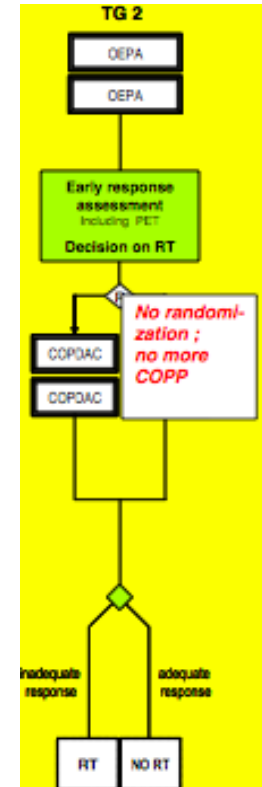 TG 2
OEPA
OEPA
Early response
assessment
Including PET
Decision on RT
R
No randomi-
zation ;
no more
COPP
COPDAC
COPDAC
inadequate
response
adequate
response
RT
NO RT